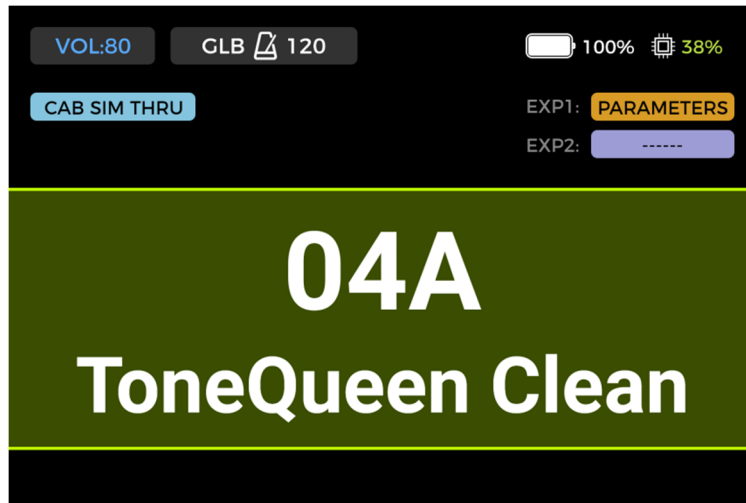 VOL:80 GLB 120 100% 38%
CAB SIM THRU EXP1: PARAMETERS
EXP2: ------
04A
ToneQueen Clean